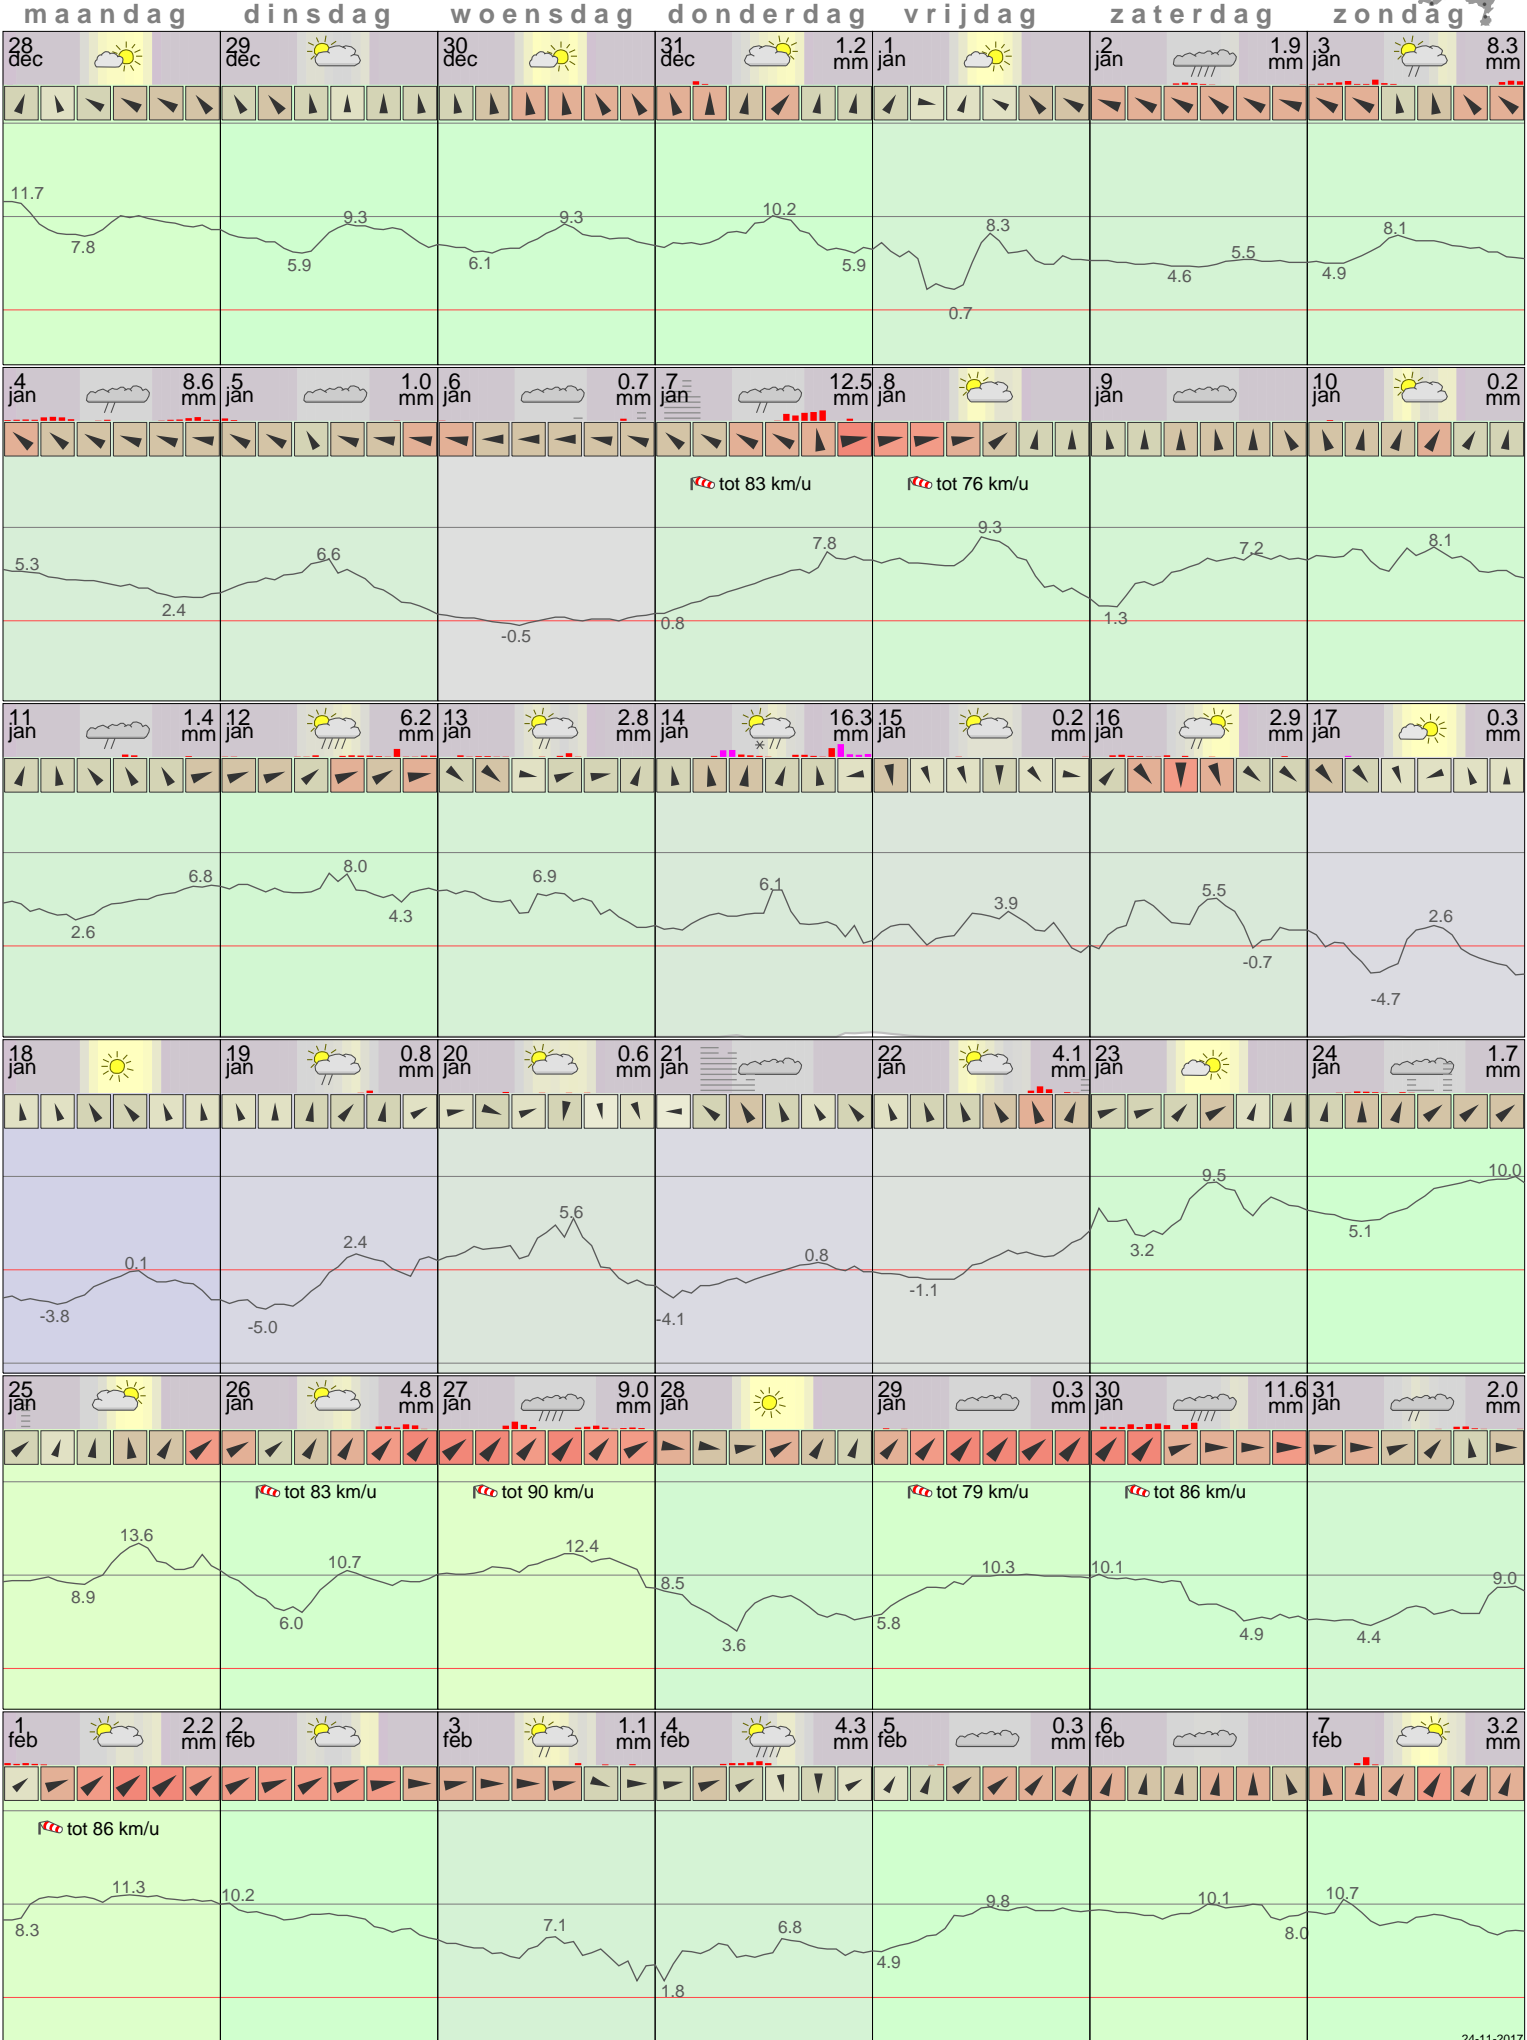 maandag dinsdag woensdag donderdag vrijdag zaterdag zondag
28 dec 29 dec 30 dec 31 dec 1.2 mm 1 jan 2 jan 1.9 mm 3 jan 8.3 mm
11.7 7.8 5.9 9.3 6.1 9.3 10.2 5.9 0.7 8.3 4.6 5.5 4.9 8.1
4 jan 8.6 mm 5 jan 1.0 mm 6 jan 0.7 mm 7 jan 12.5 mm 8 jan 9 jan 10 jan 0.2 mm
tot 83 km/u tot 76 km/u
5.3 2.4 6.6 -0.5 0.8 7.8 9.3 1.3 7.2 8.1
11 jan 1.4 mm 12 jan 6.2 mm 13 jan 2.8 mm 14 jan 16.3 mm 15 jan 0.2 mm 16 jan 2.9 mm 17 jan 0.3 mm
2.6 6.8 8.0 4.3 6.9 6.1 3.9 5.5 -0.7 -4.7 2.6
18 jan 19 jan 0.8 mm 20 jan 0.6 mm 21 jan 22 jan 4.1 mm 23 jan 24 jan 1.7 mm
-3.8 0.1 -5.0 2.4 5.6 -4.1 0.8 -1.1 3.2 9.5 5.1 10.0
25 jan 26 jan 4.8 mm 27 jan 9.0 mm 28 jan 29 jan 0.3 mm 30 jan 11.6 mm 31 jan 2.0 mm
tot 83 km/u tot 90 km/u tot 79 km/u tot 86 km/u
8.9 13.6 6.0 10.7 12.4 8.5 3.6 5.8 10.3 10.1 4.9 4.4 9.0
1 feb 2.2 mm 2 feb 3 feb 1.1 mm 4 feb 4.3 mm 5 feb 0.3 mm 6 feb 7 feb 3.2 mm
tot 86 km/u
8.3 11.3 10.2 7.1 1.8 6.8 4.9 9.8 10.1 8.0 10.7
24-11-2017